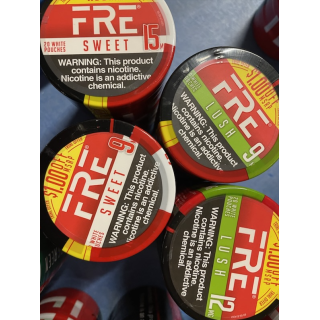 FRE
20 WHITE
POUCHES
SWEET
15
WARNING: This product
contains nicotine.
Nicotine is an addictive
chemical.
$1.00
FRE
LUSH
9
WARNING: This product
contains nicotine.
Nicotine is an addictive
chemical.
$1.00
FRE
SWEET
9
WARNING: This product
contains nicotine.
Nicotine is an addictive
chemical.
FRE
LUSH
12
WARNING: This product
contains nicotine.
Nicotine is an addictive
chemical.